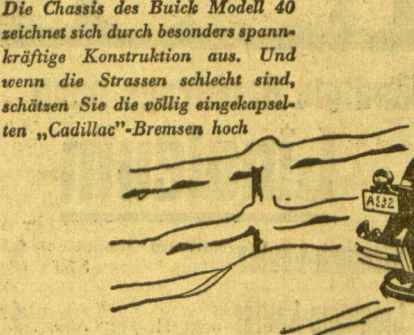 Die Chassis des Buick Modell 40
zeichnet sich durch besonders spann-
kräftige Konstruktion aus. Und
wenn die Strassen schlecht sind,
schätzen Sie die völlig eingekapsel-
ten „Cadillac”-Bremsen hoch